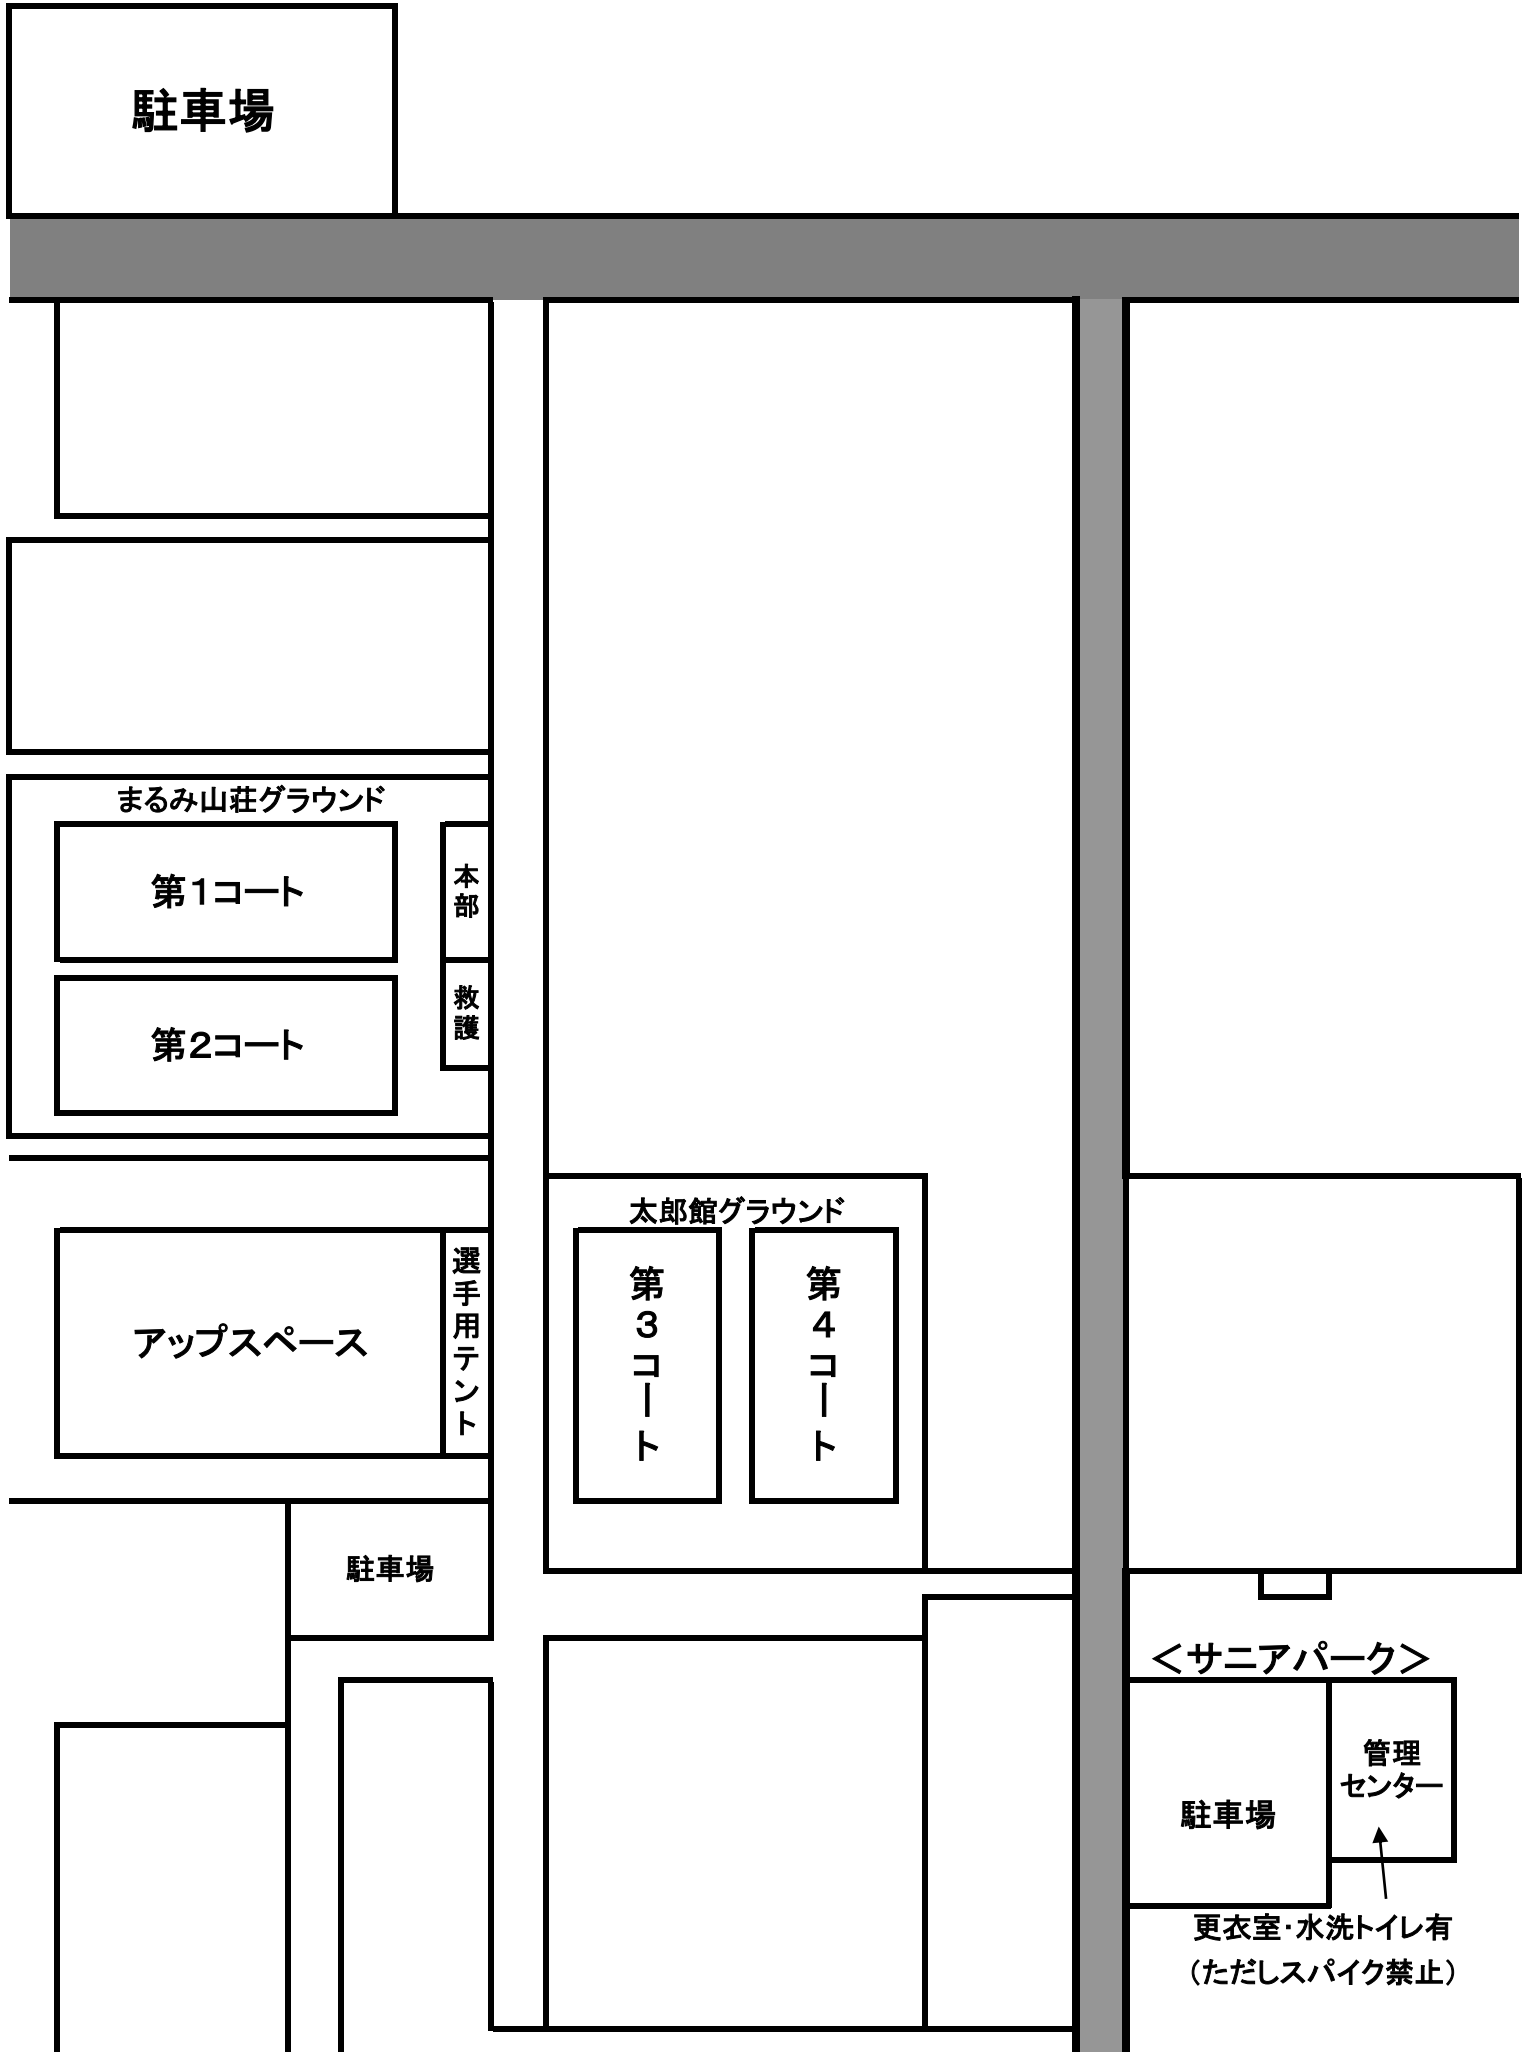 駐車場
まるみ山荘グラウンド
第１コート
本部
第２コート
救護
太郎館グラウンド
アップスペース
選手用テント
第３コート
第４コート
駐車場
＜サニアパーク＞
駐車場
管理
センター
更衣室・水洗トイレ有
（ただしスパイク禁止）